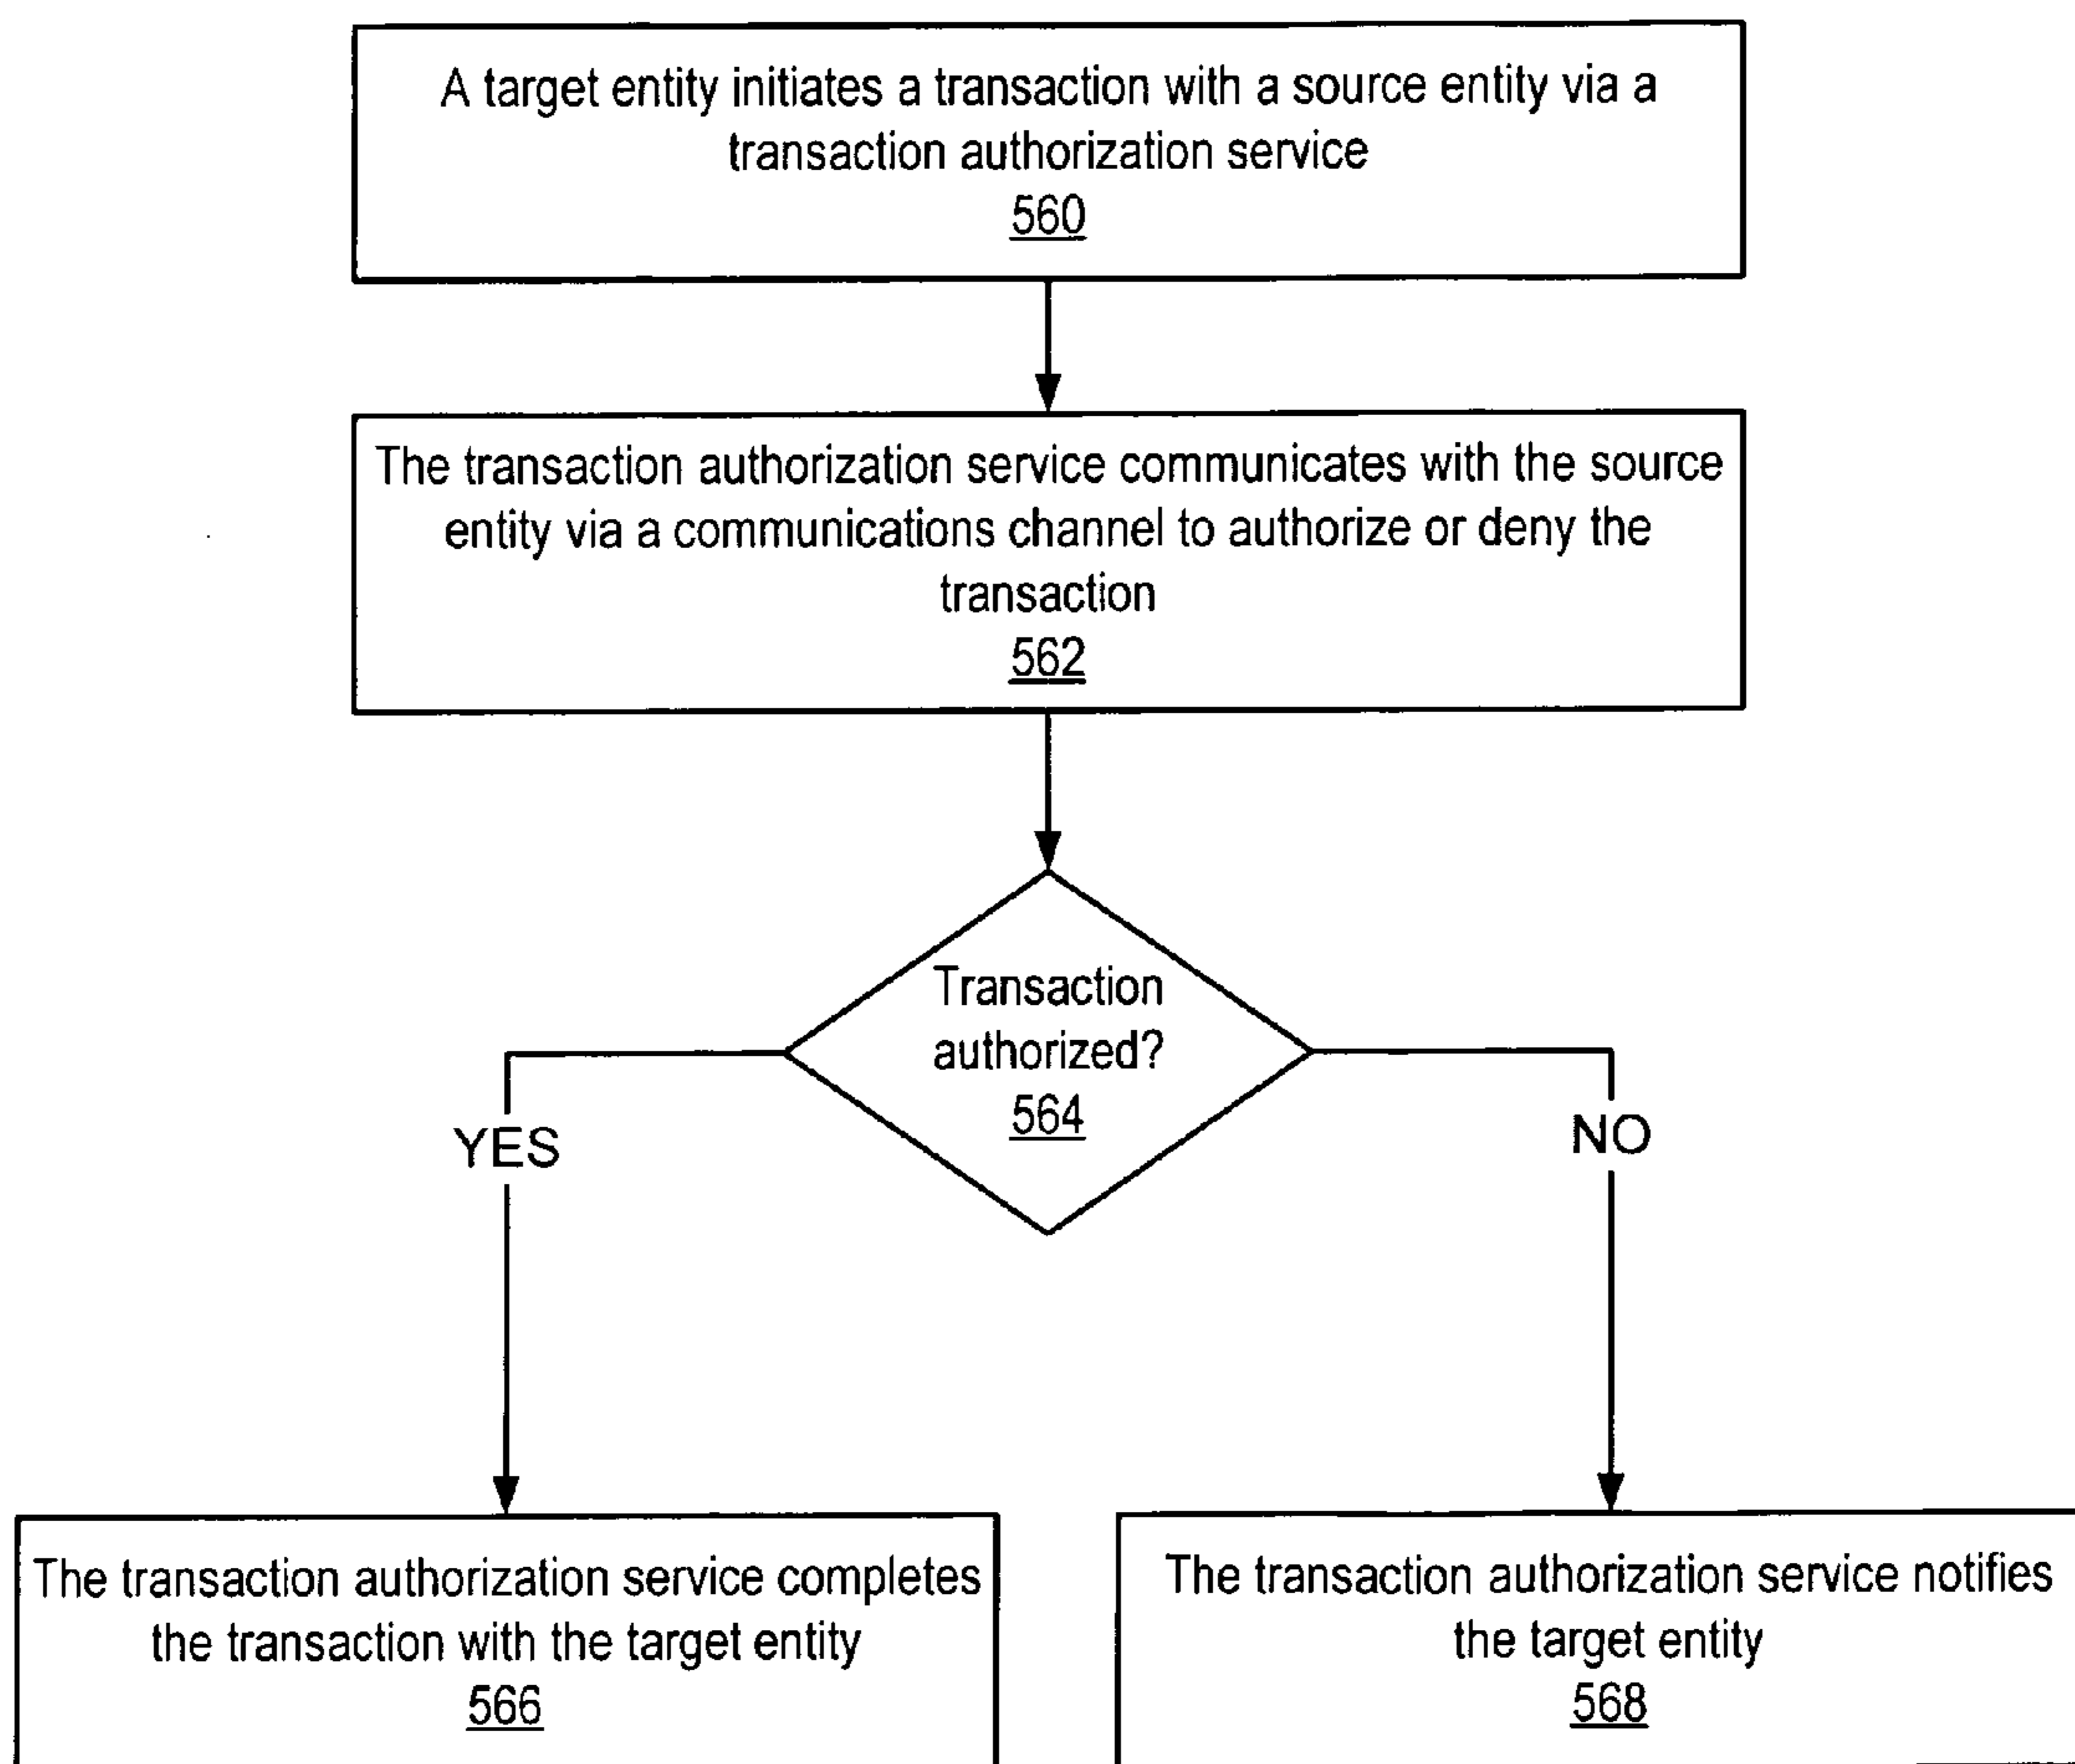 A target entity initiates a transaction with a source entity via a
transaction authorization service
560
The transaction authorization service communicates with the source
entity via a communications channel to authorize or deny the
transaction
562
Transaction
authorized?
564
YES
NO
The transaction authorization service completes
the transaction with the target entity
566
The transaction authorization service notifies
the target entity
568